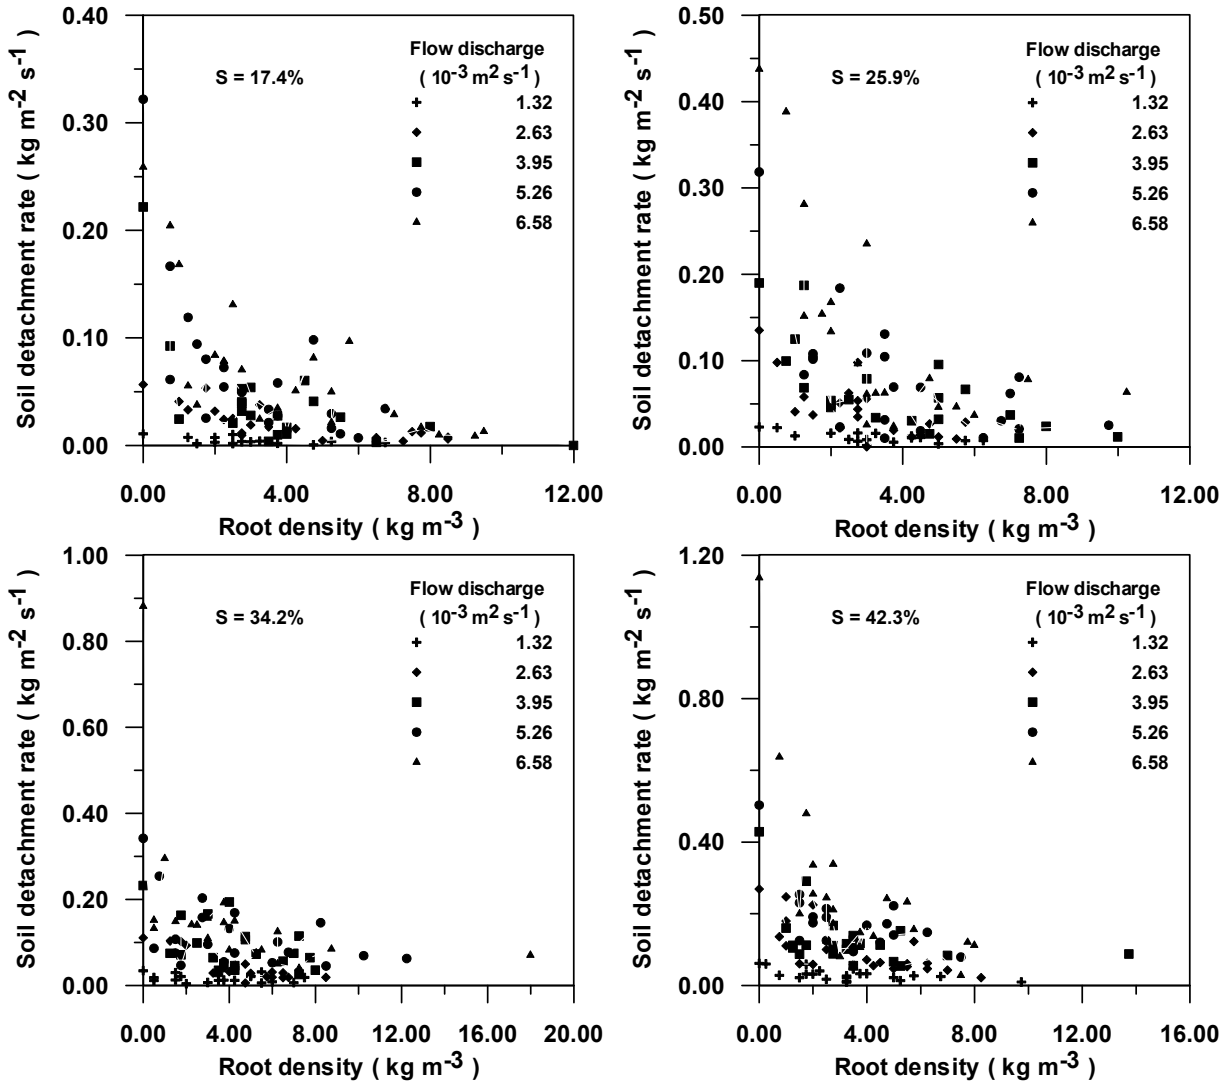 0.40
0.30
0.20
0.10
0.00
Soil detachment rate ( kg m-2 s-1 )
S = 17.4%
Flow discharge
( 10-3 m2 s-1 )
1.32
2.63
3.95
5.26
6.58
0.00 4.00 8.00 12.00
Root density ( kg m-3 )
0.50
0.40
0.30
0.20
0.10
0.00
Soil detachment rate ( kg m-2 s-1 )
S = 25.9%
Flow discharge
( 10-3 m2 s-1 )
1.32
2.63
3.95
5.26
6.58
0.00 4.00 8.00 12.00
Root density ( kg m-3 )
1.00
0.80
0.60
0.40
0.20
0.00
Soil detachment rate ( kg m-2 s-1 )
S = 34.2%
Flow discharge
( 10-3 m2 s-1 )
1.32
2.63
3.95
5.26
6.58
0.00 4.00 8.00 12.00 16.00 20.00
Root density ( kg m-3 )
1.20
0.80
0.40
0.00
Soil detachment rate ( kg m-2 s-1 )
S = 42.3%
Flow discharge
( 10-3 m2 s-1 )
1.32
2.63
3.95
5.26
6.58
0.00 4.00 8.00 12.00 16.00
Root density ( kg m-3 )